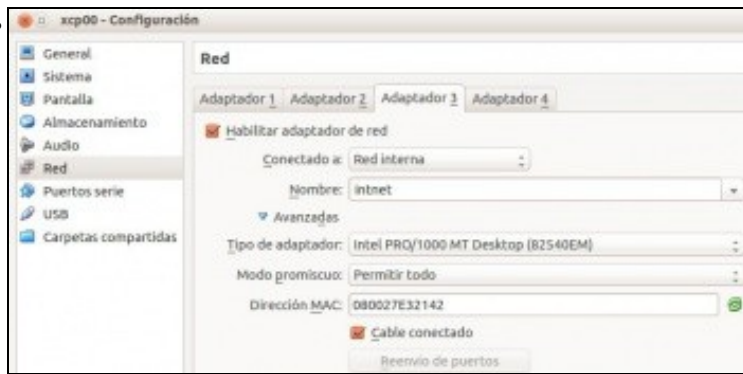 xcp00 - Configuración
General
Sistema
Pantalla
Almacenamiento
Audio
Red
Puertos serie
USB
Carpetas compartidas
Red
Adaptador 1 Adaptador 2 Adaptador 3 Adaptador 4
Habilitar adaptador de red
Conectado a: Red interna
Nombre: intnet
Avanzadas
Tipo de adaptador: Intel PRO/1000 MT Desktop (82540EM)
Modo promiscuo: Permitir todo
Dirección MAC: 080027E32142
Cable conectado
Reenvío de puertos